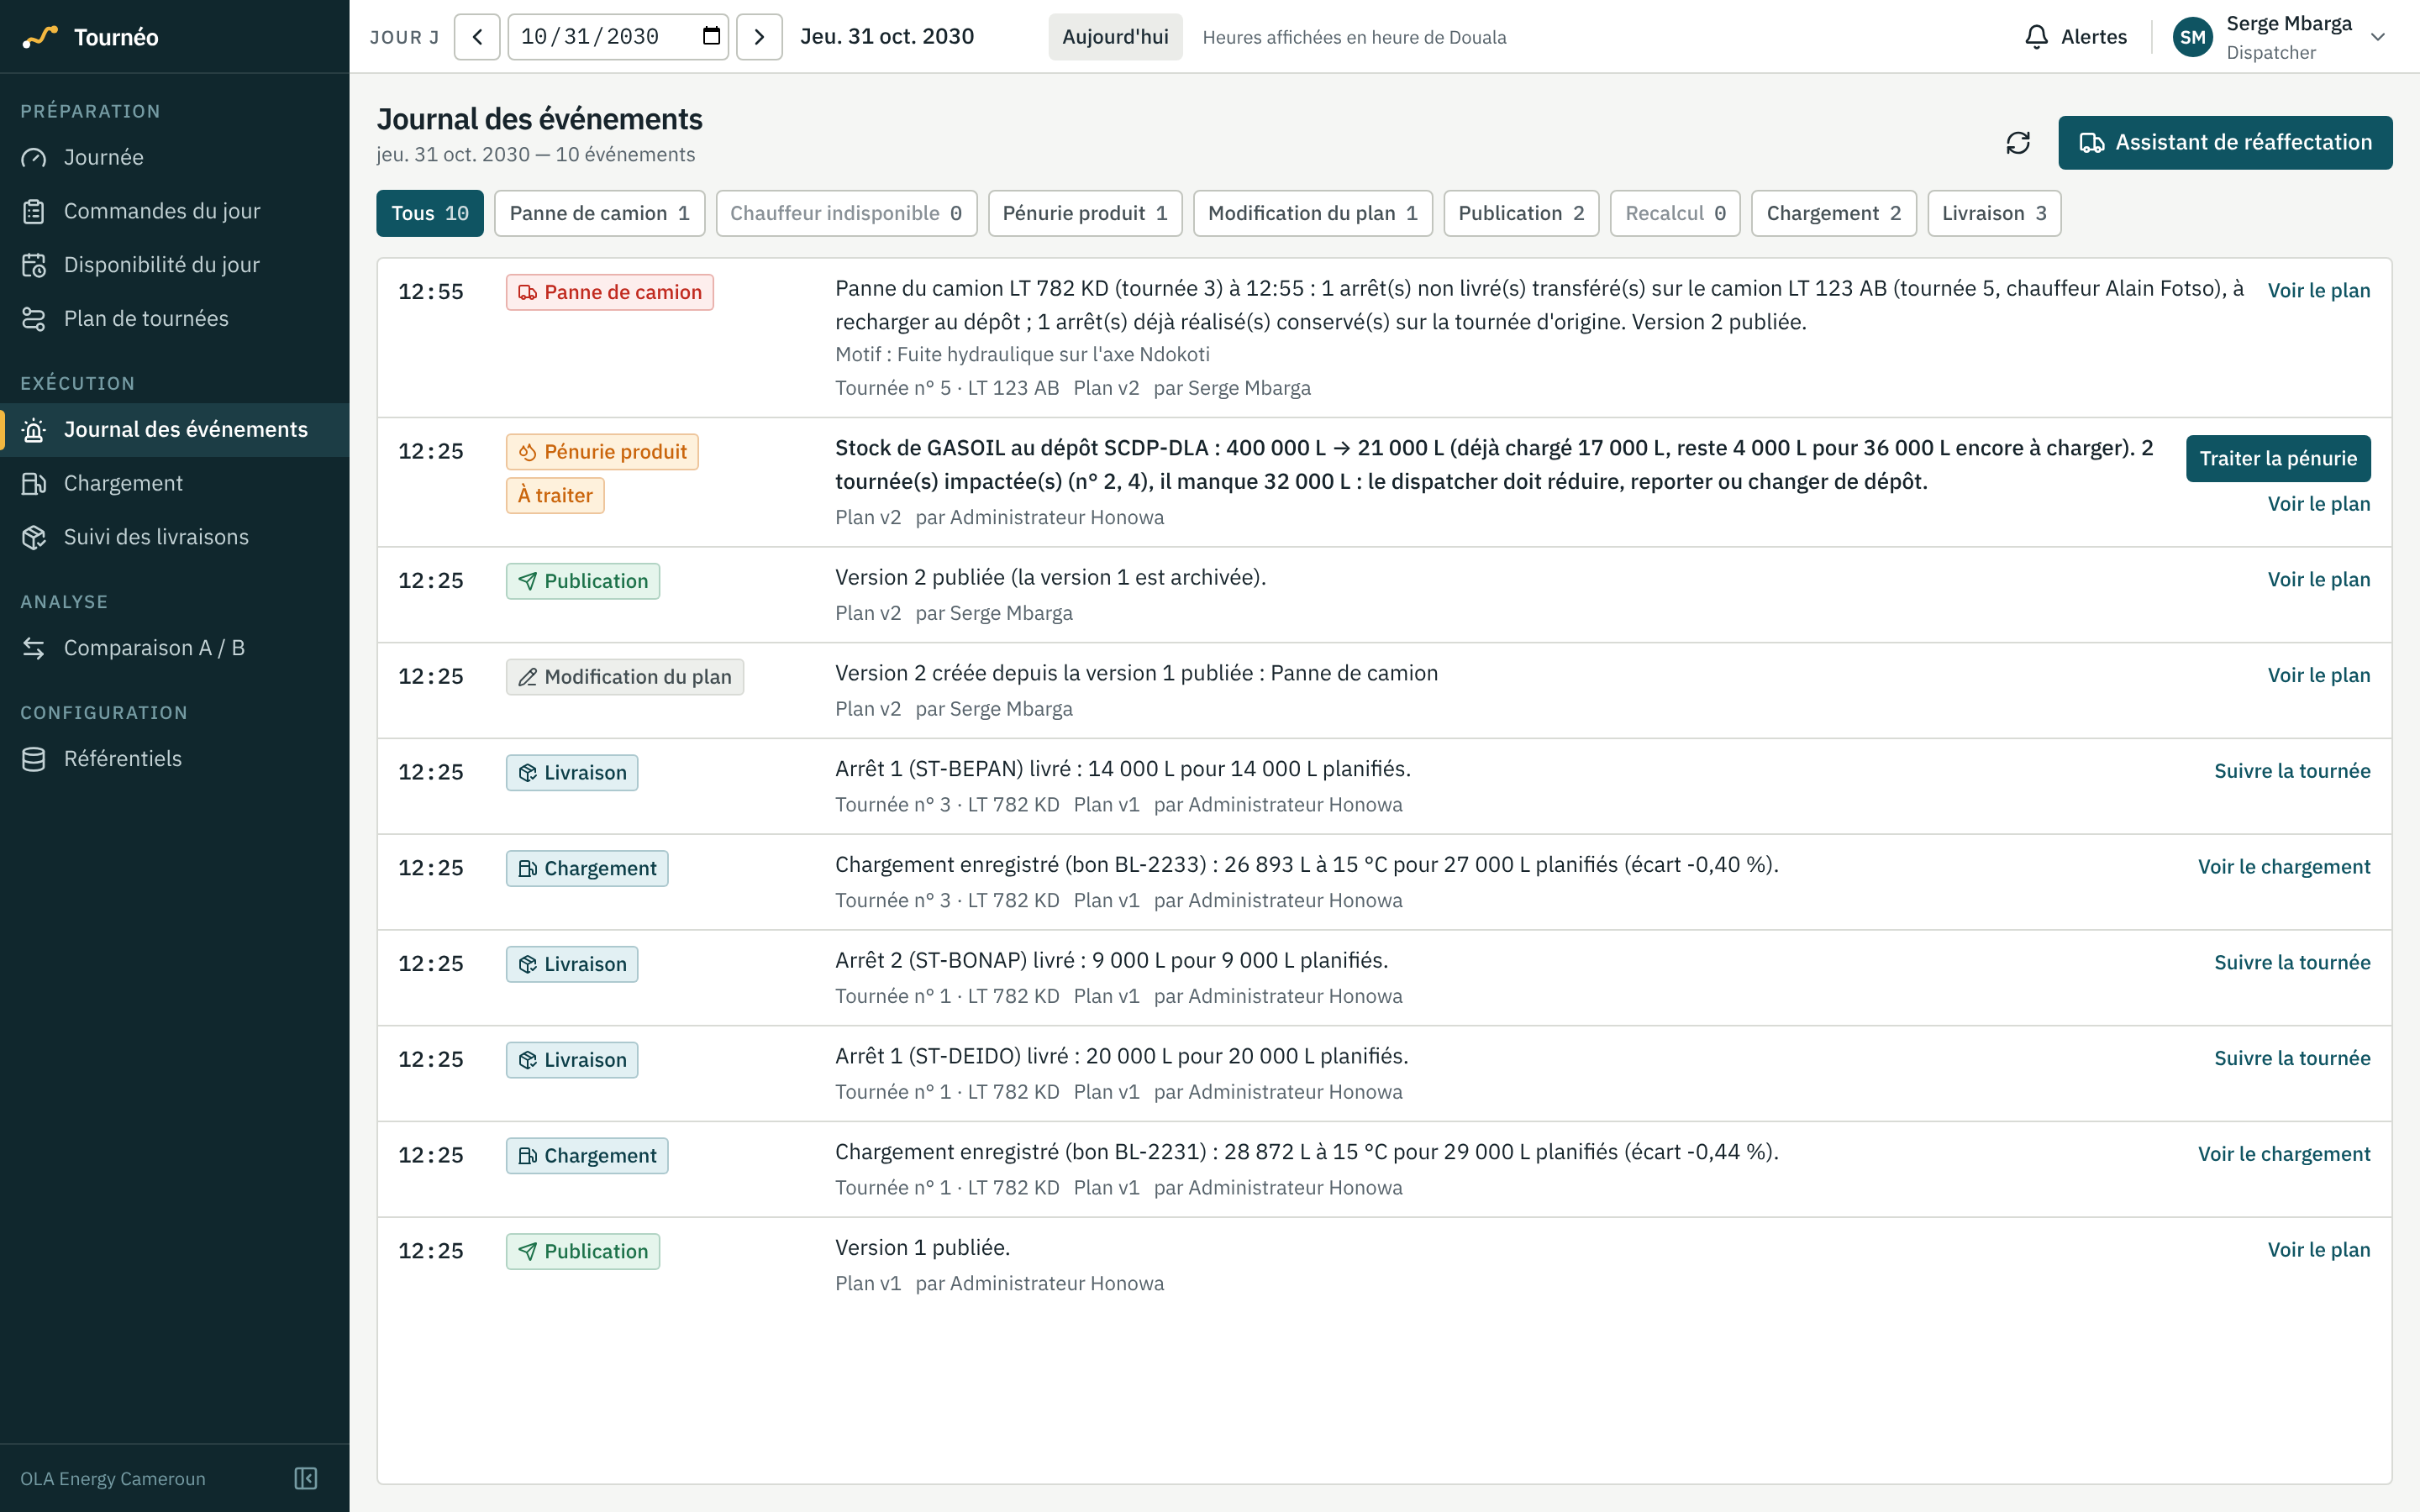 Tournéo
JOUR J
10/31/2030
Jeu. 31 oct. 2030
Aujourd'hui
Heures affichées en heure de Douala
Alertes
SM
Serge Mbarga
Dispatcher
PRÉPARATION
Journée
Commandes du jour
Disponibilité du jour
Plan de tournées
EXÉCUTION
Journal des événements
Chargement
Suivi des livraisons
ANALYSE
Comparaison A / B
CONFIGURATION
Référentiels
OLA Energy Cameroun
Journal des événements
jeu. 31 oct. 2030 — 10 événements
Assistant de réaffectation
Tous 10
Panne de camion 1
Chauffeur indisponible 0
Pénurie produit 1
Modification du plan 1
Publication 2
Recalcul 0
Chargement 2
Livraison 3
12:55
Panne de camion
Panne du camion LT 782 KD (tournée 3) à 12:55 : 1 arrêt(s) non livré(s) transféré(s) sur le camion LT 123 AB (tournée 5, chauffeur Alain Fotso), à
recharger au dépôt ; 1 arrêt(s) déjà réalisé(s) conservé(s) sur la tournée d'origine. Version 2 publiée.
Motif : Fuite hydraulique sur l'axe Ndokoti
Tournée n° 5 · LT 123 AB Plan v2 par Serge Mbarga
Voir le plan
12:25
Pénurie produit
À traiter
Stock de GASOIL au dépôt SCDP-DLA : 400 000 L → 21 000 L (déjà chargé 17 000 L, reste 4 000 L pour 36 000 L encore à charger). 2
tournée(s) impactée(s) (n° 2, 4), il manque 32 000 L : le dispatcher doit réduire, reporter ou changer de dépôt.
Plan v2 par Administrateur Honowa
Traiter la pénurie
Voir le plan
12:25
Publication
Version 2 publiée (la version 1 est archivée).
Plan v2 par Serge Mbarga
Voir le plan
12:25
Modification du plan
Version 2 créée depuis la version 1 publiée : Panne de camion
Plan v2 par Serge Mbarga
Voir le plan
12:25
Livraison
Arrêt 1 (ST-BEPAN) livré : 14 000 L pour 14 000 L planifiés.
Tournée n° 3 · LT 782 KD Plan v1 par Administrateur Honowa
Suivre la tournée
12:25
Chargement
Chargement enregistré (bon BL-2233) : 26 893 L à 15 °C pour 27 000 L planifiés (écart -0,40 %).
Tournée n° 3 · LT 782 KD Plan v1 par Administrateur Honowa
Voir le chargement
12:25
Livraison
Arrêt 2 (ST-BONAP) livré : 9 000 L pour 9 000 L planifiés.
Tournée n° 1 · LT 782 KD Plan v1 par Administrateur Honowa
Suivre la tournée
12:25
Livraison
Arrêt 1 (ST-DEIDO) livré : 20 000 L pour 20 000 L planifiés.
Tournée n° 1 · LT 782 KD Plan v1 par Administrateur Honowa
Suivre la tournée
12:25
Chargement
Chargement enregistré (bon BL-2231) : 28 872 L à 15 °C pour 29 000 L planifiés (écart -0,44 %).
Tournée n° 1 · LT 782 KD Plan v1 par Administrateur Honowa
Voir le chargement
12:25
Publication
Version 1 publiée.
Plan v1 par Administrateur Honowa
Voir le plan